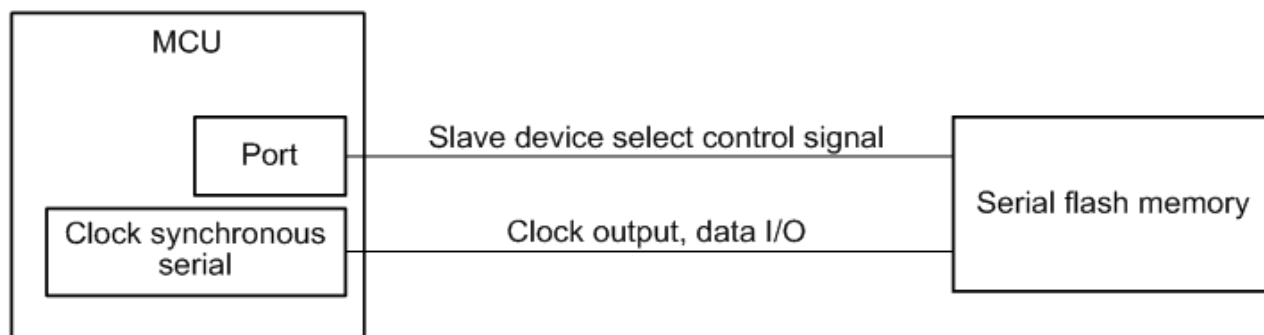 MCU
Port
Slave device select control signal
Serial flash memory
Clock synchronous
serial
Clock output, data I/O